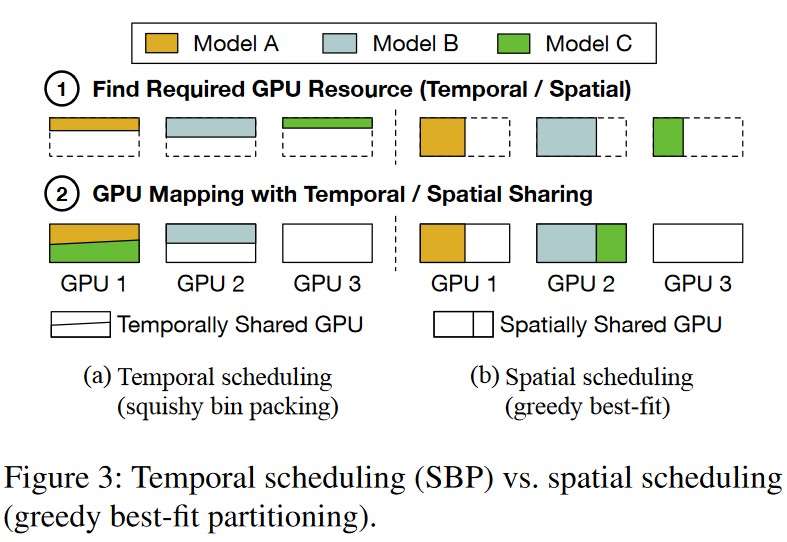 Model A Model B Model C
1 Find Required GPU Resource (Temporal / Spatial)
2 GPU Mapping with Temporal / Spatial Sharing
GPU 1 GPU 2 GPU 3 GPU 1 GPU 2 GPU 3
Temporally Shared GPU Spatially Shared GPU
(a) Temporal scheduling (b) Spatial scheduling
(squishy bin packing) (greedy best-fit)
Figure 3: Temporal scheduling (SBP) vs. spatial scheduling
(greedy best-fit partitioning).